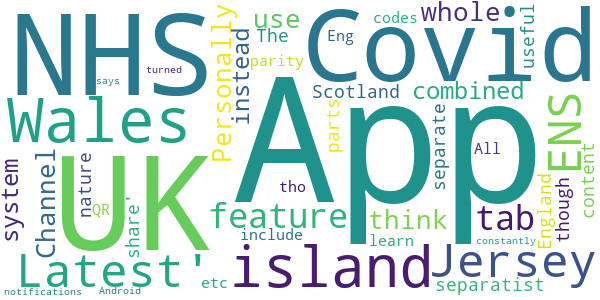 NHS
Covid
App
UK
Wales
Latest'
island
Jersey
ENS
tab
feature
think
combined
whole
use
instead
Personally
Channel
system
nature
share'
QR
The
parity
Eng
codes
useful
Scotland
parts
separate
All
though
England
content
separatist
learn
constantly
include
tho
etc
says
turned
notifications
Android